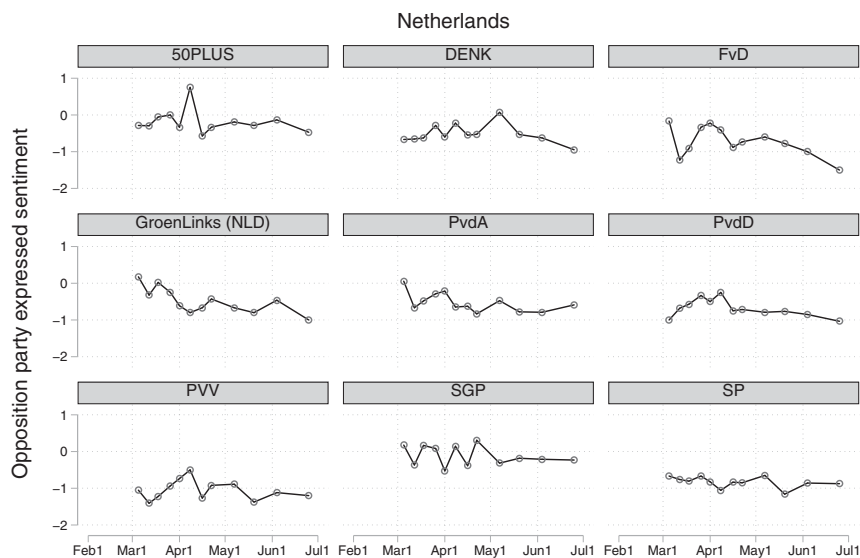 Netherlands
Opposition party expressed sentiment
50PLUS DENK FvD
1
0
−1
−2
GroenLinks (NLD) PvdA PvdD
1
0
−1
−2
PVV SGP SP
1
0
−1
−2
Feb1 Mar1 Apr1 May1 Jun1 Jul1 Feb1 Mar1 Apr1 May1 Jun1 Jul1 Feb1 Mar1 Apr1 May1 Jun1 Jul1